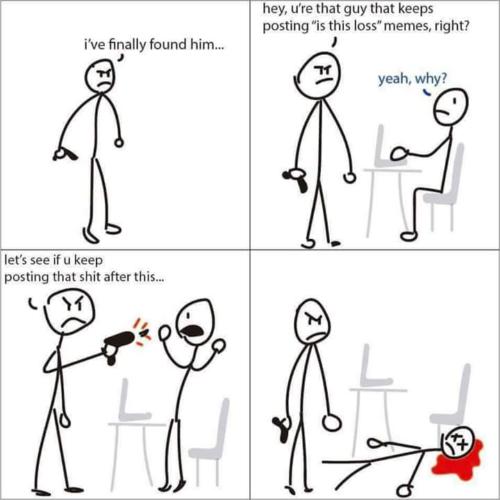 i've finally found him...
hey, u're that guy that keeps
posting "is this loss" memes, right?
yeah, why?
let's see if u keep
posting that shit after this...